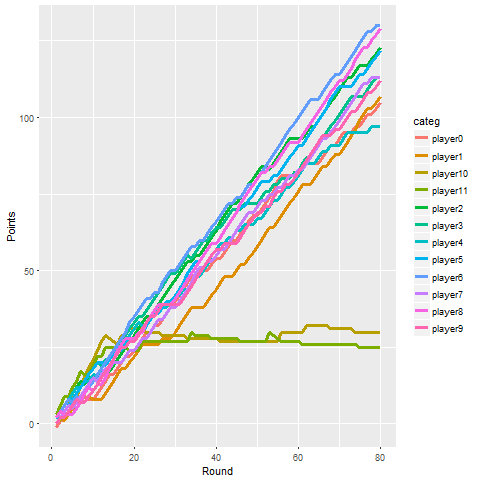 100
50
0
Points
0
20
40
60
80
Round
categ
player0
player1
player10
player11
player2
player3
player4
player5
player6
player7
player8
player9